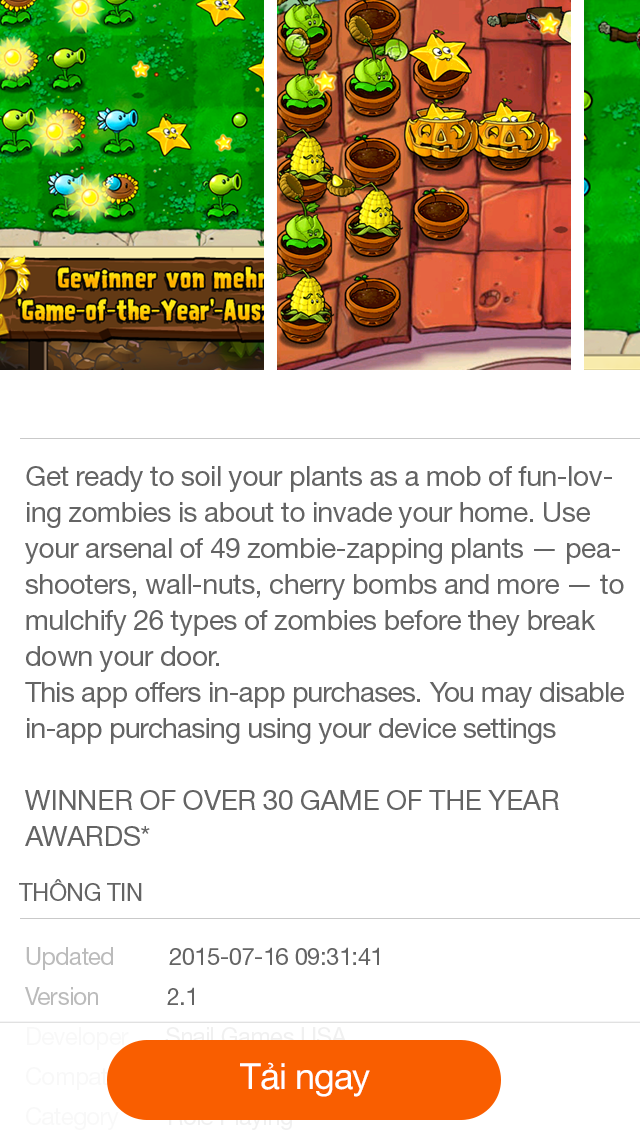 Gewinner von mehr
'Game-of-the-Year'-Aus
Get ready to soil your plants as a mob of fun-lov-
ing zombies is about to invade your home. Use
your arsenal of 49 zombie-zapping plants — pea-
shooters, wall-nuts, cherry bombs and more — to
mulchify 26 types of zombies before they break
down your door.
This app offers in-app purchases. You may disable
in-app purchasing using your device settings
WINNER OF OVER 30 GAME OF THE YEAR
AWARDS*
THÔNG TIN
Updated 2015-07-16 09:31:41
Version 2.1
Developer Snail Games USA
Compat
Tải ngay
Category Role Playing